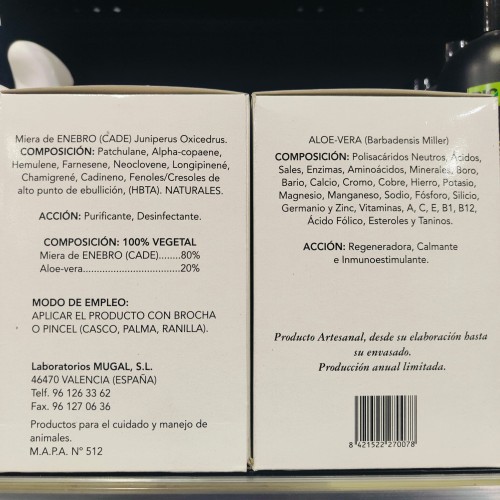 Miera de ENEBRO (CADE) Juniperus Oxicedrus.
COMPOSICIÓN: Patchulane, Alpha-copaene,
Hemulene, Farnesene, Neoclovene, Longipinené,
Chamigrené, Cadineno, Fenoles/Cresoles de
alto punto de ebullición, (HBTA). NATURALES.
ACCIÓN: Purificante, Desinfectante.
COMPOSICIÓN: 100% VEGETAL
Miera de ENEBRO (CADE).......80%
Aloe-vera..............................20%
MODO DE EMPLEO:
APLICAR EL PRODUCTO CON BROCHA
O PINCEL (CASCO, PALMA, RANILLA).
Laboratorios MUGAL, S.L.
46470 VALENCIA (ESPAÑA)
Telf. 96 126 33 62
Fax. 96 127 06 36
Productos para el cuidado y manejo de
animales.
M.A.P.A. Nº 512
ALOE-VERA (Barbadensis Miller)
COMPOSICIÓN: Polisacáridos Neutros, Ácidos,
Sales, Enzimas, Aminoácidos, Minerales, Boro,
Bario, Calcio, Cromo, Cobre, Hierro, Potasio,
Magnesio, Manganeso, Sodio, Fósforo, Silicio,
Germanio y Zinc, Vitaminas, A, C, E, B1, B12,
Ácido Fólico, Esteroles y Taninos.
ACCIÓN: Regeneradora, Calmante
e Inmunoestimulante.
Producto Artesanal, desde su elaboración hasta
su envasado.
Producción anual limitada.
8 421522 270078